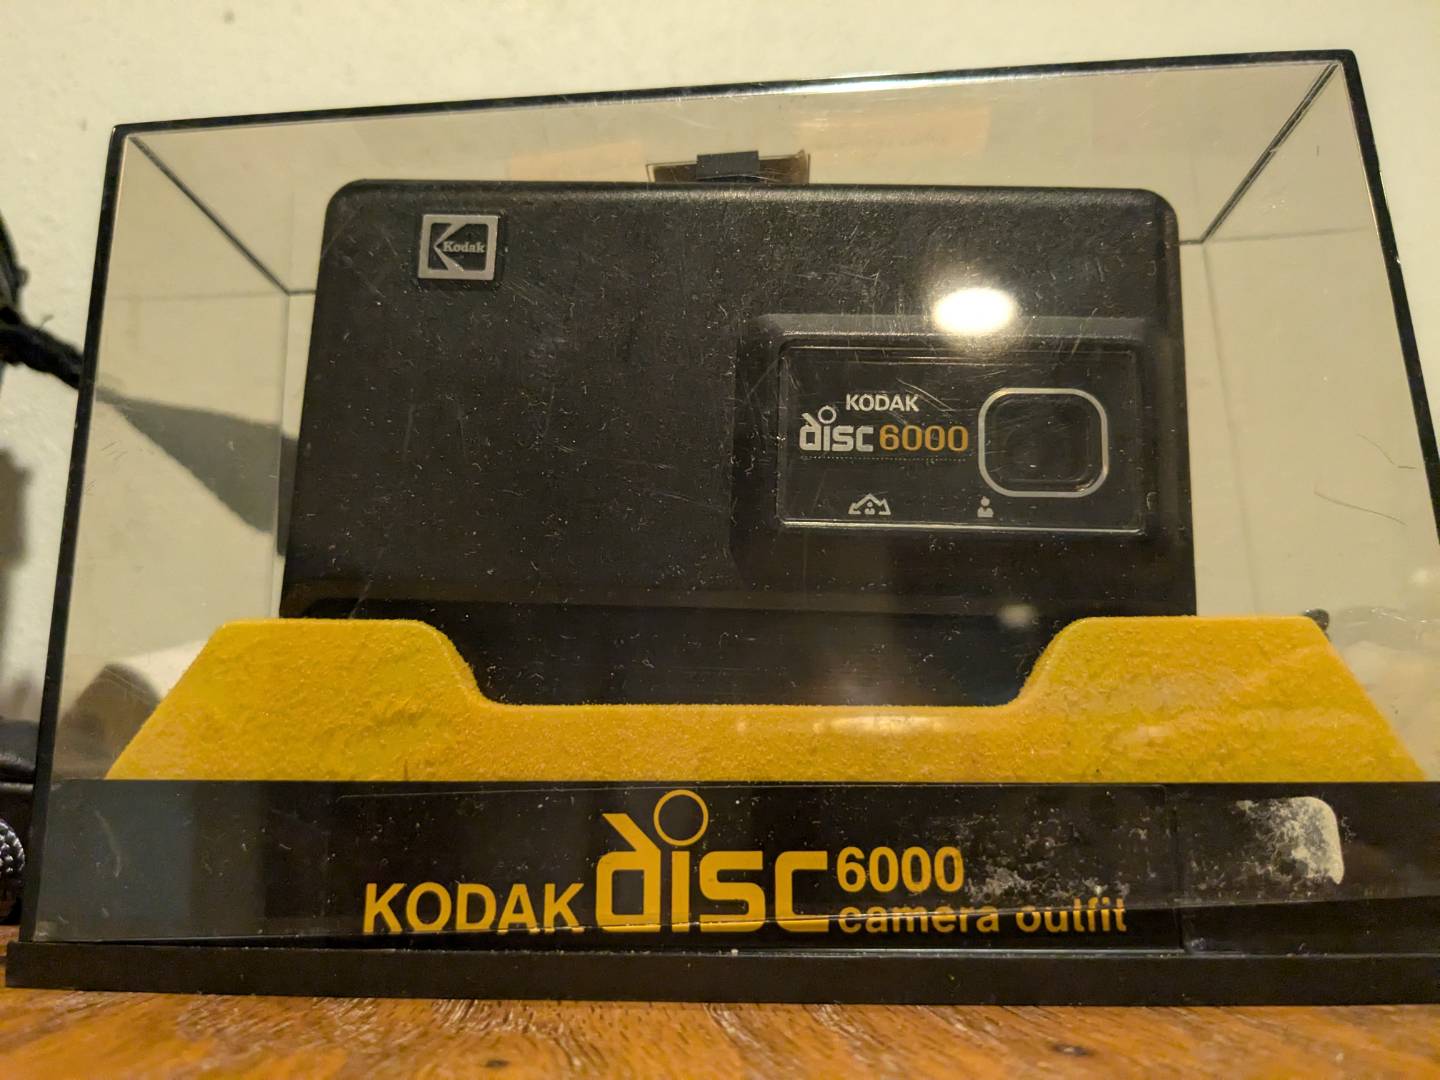 Kodak
KODAK
disc 6000
KODAK disc 6000
camera outfit